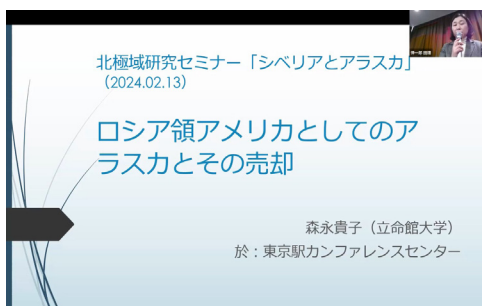 北極域研究セミナー「シベリアとアラスカ」
(2024.02.13)
ロシア領アメリカとしてのア
ラスカとその売却
森永貴子(立命館大学)
於:東京駅カンファレンスセンター